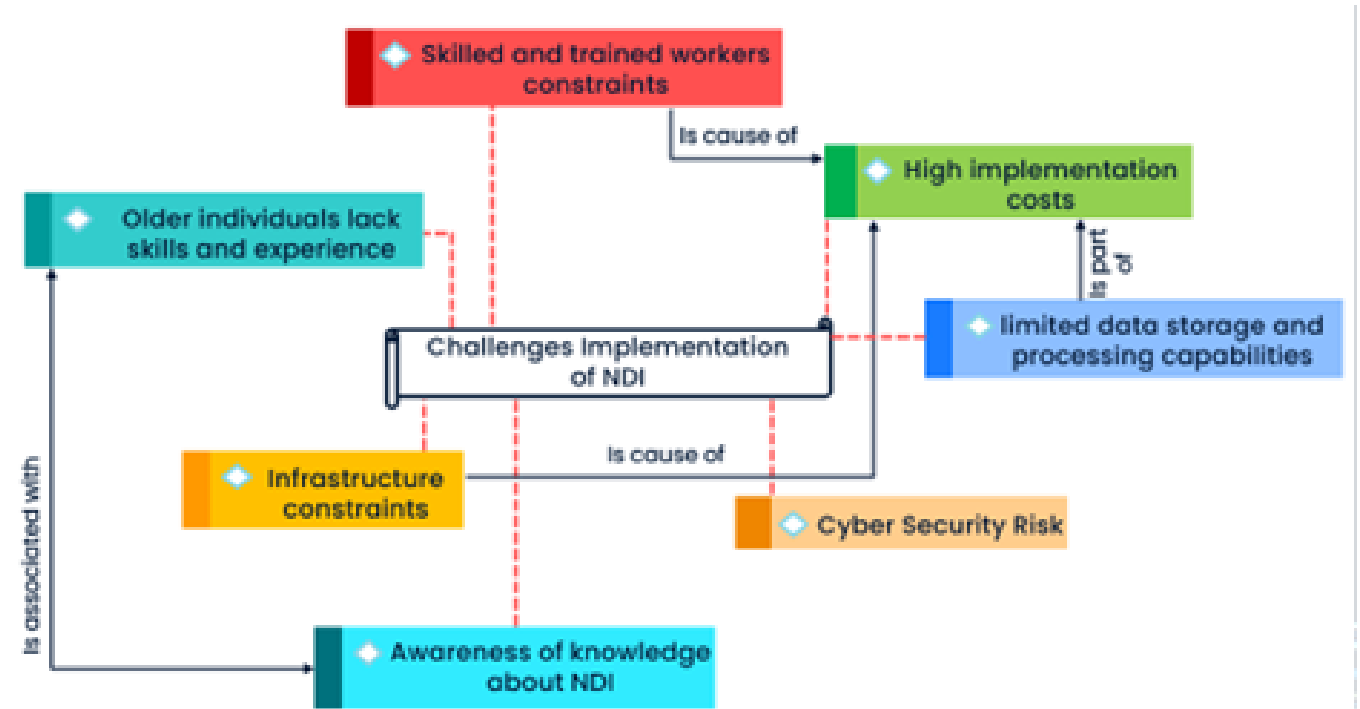 Skilled and trained workers
constraints
Is cause of
High implementation
costs
Older individuals lack
skills and experience
Is part
of
limited data storage and
processing capabilities
Challenges Implementation
of NDI
Is cause of
Infrastructure
constraints
Cyber Security Risk
Is associated with
Awareness of knowledge
about NDI